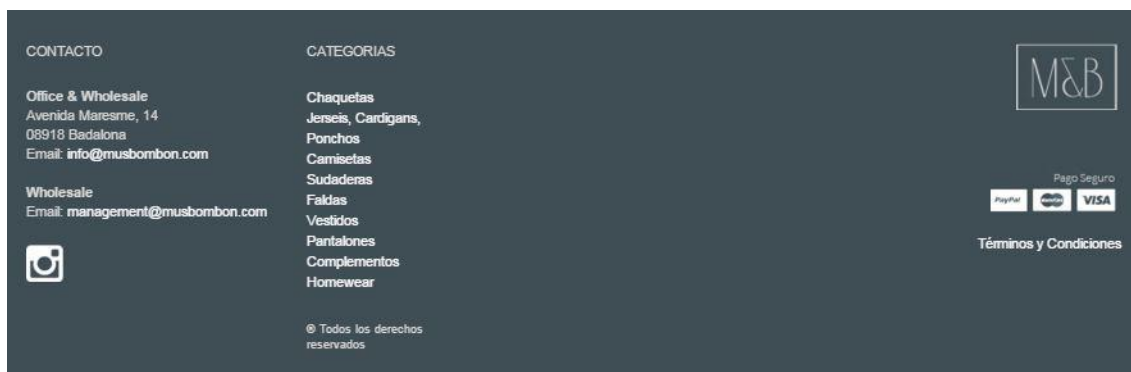 CONTACTO
Office & Wholesale
Avenida Maresme, 14
08918 Badalona
Email: info@musbombon.com
Wholesale
Email: management@musbombon.com
CATEGORIAS
Chaquetas
Jerseis, Cardigans,
Ponchos
Camisetas
Sudaderas
Faldas
Vestidos
Pantalones
Complementos
Homewear
® Todos los derechos
reservados
M&B
Pago Seguro
PayPal MasterCard VISA
Términos y Condiciones